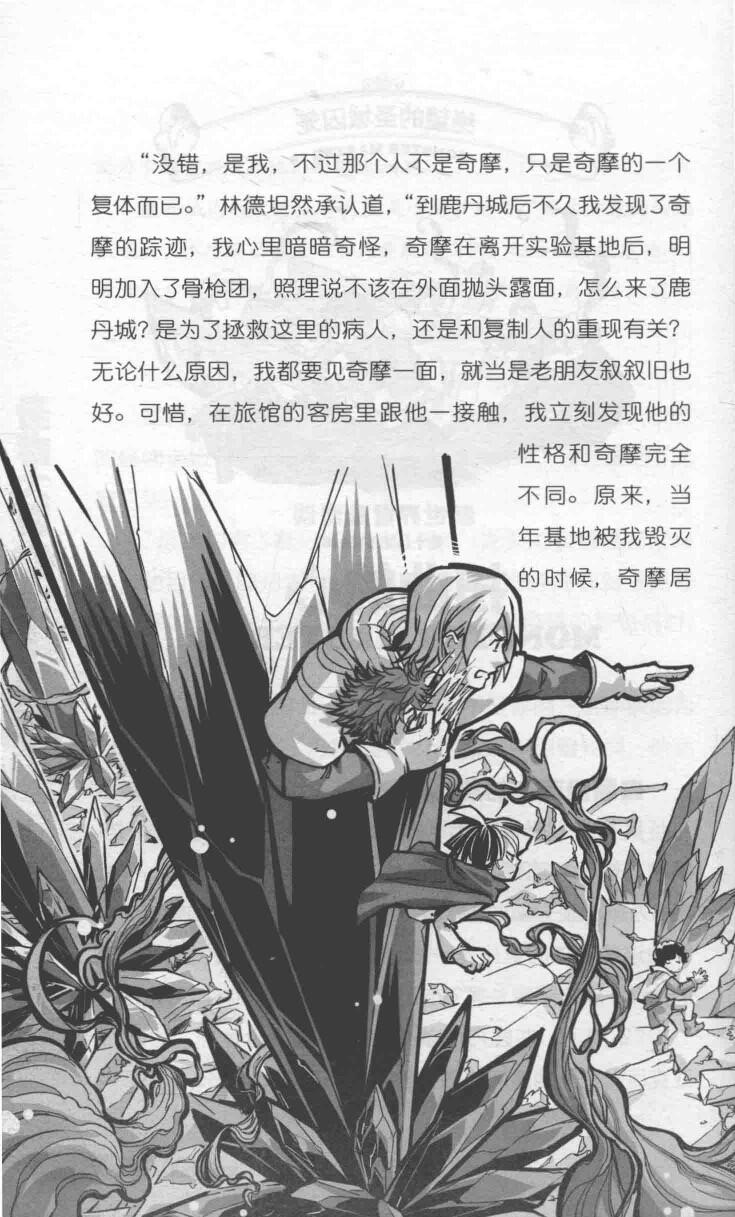 “没错，是我，不过那个人不是奇摩，只是奇摩的一个
复体而已。”林德坦然承认道，“到鹿丹城后不久我发现了奇
摩的踪迹，我心里暗暗奇怪，奇摩在离开实验基地后，明
明加入了骨枪团，照理说不该在外面抛头露面，怎么来了鹿
丹城？是为了拯救这里的病人，还是和复制人的重现有关？
无论什么原因，我都要见奇摩一面，就当是老朋友叙叙旧也
好。可惜，在旅馆的客房里跟他一接触，我立刻发现他的
性格和奇摩完全
不同。原来，当
年基地被我毁灭
的时候，奇摩居